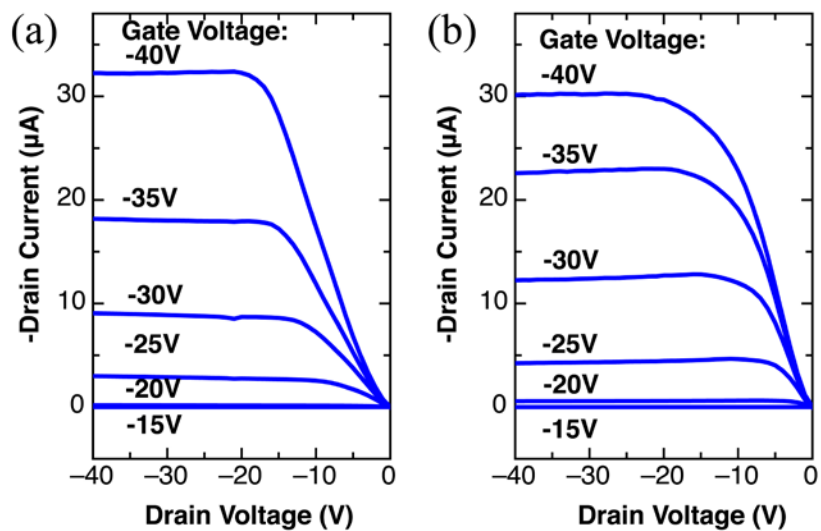 (a)
Gate Voltage:
-40V
-35V
-30V
-25V
-20V
-15V
30
20
10
0
-Drain Current (µA)
−40 −30 −20 −10 0
Drain Voltage (V)
(b)
Gate Voltage:
-40V
-35V
-30V
-25V
-20V
-15V
30
20
10
0
-Drain Current (µA)
−40 −30 −20 −10 0
Drain Voltage (V)